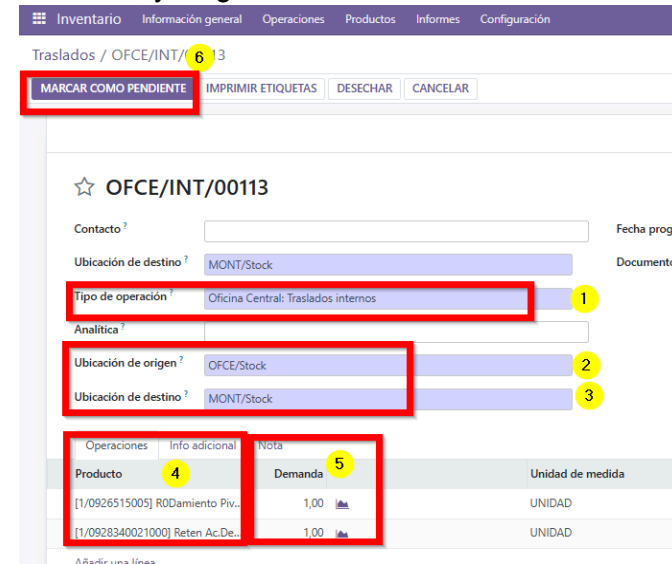 Inventario Información general Operaciones Productos Informes Configuración
Traslados / OFCE/INT/ 13
6
MARCAR COMO PENDIENTE IMPRIMIR ETIQUETAS DESECHAR CANCELAR
OFCE/INT/00113
Contacto ? Fecha prog
Ubicación de destino ? MONT/Stock Documento
Tipo de operación ? Oficina Central: Traslados internos 1
Analítica ?
Ubicación de origen ? OFCE/Stock 2
Ubicación de destino ? MONT/Stock 3
Operaciones Info adicional Nota
Producto 4 Demanda 5 Unidad de medida
[1/0926515005] R0Damiento Piv... 1,00 UNIDAD
[1/0928340021000] Reten Ac.De... 1,00 UNIDAD
Añadir una línea